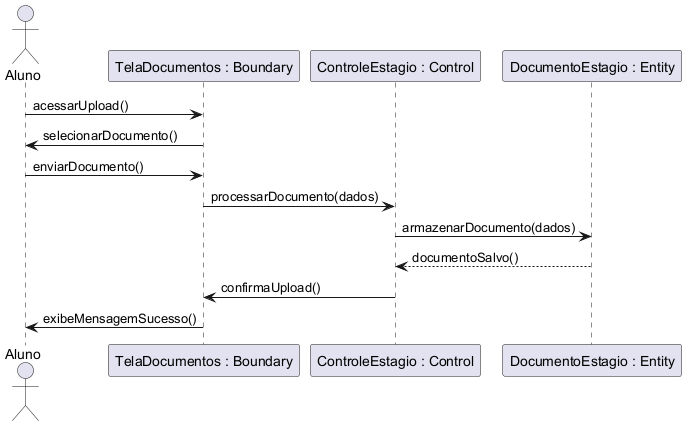 Aluno
TelaDocumentos : Boundary
ControleEstagio : Control
DocumentoEstagio : Entity
acessarUpload()
selecionarDocumento()
enviarDocumento()
processarDocumento(dados)
armazenarDocumento(dados)
documentoSalvo()
confirmaUpload()
exibeMensagemSucesso()
Aluno
TelaDocumentos : Boundary
ControleEstagio : Control
DocumentoEstagio : Entity